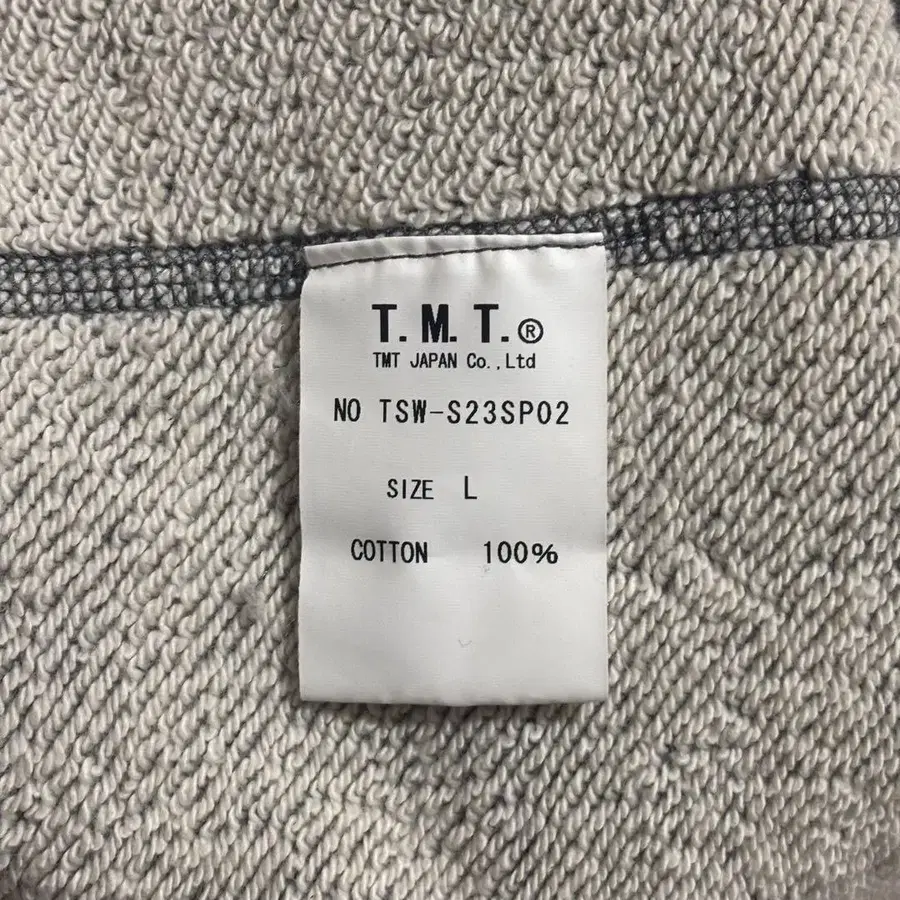 T.M.T.®
TMT JAPAN Co.,Ltd
NO TSW-S23SP02
SIZE L
COTTON 100%